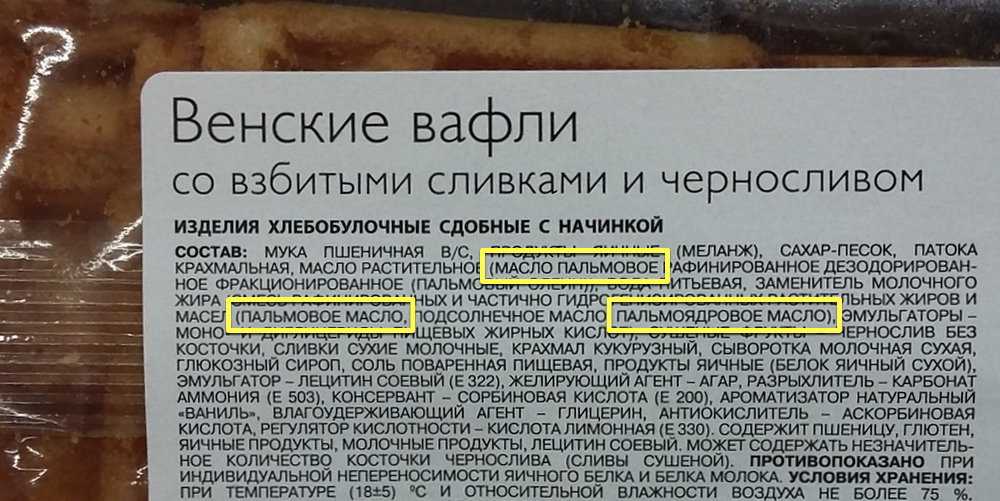 Венские вафли
со взбитыми сливками и черносливом
ИЗДЕЛИЯ ХЛЕБОБУЛОЧНЫЕ СДОБНЫЕ С НАЧИНКОЙ
СОСТАВ: МУКА ПШЕНИЧНАЯ В/С, ПРОДУКТЫ ЯИЧНЫЕ (МЕЛАНЖ), САХАР-ПЕСОК, ПАТОКА
КРАХМАЛЬНАЯ, МАСЛО РАСТИТЕЛЬНОЕ (МАСЛО ПАЛЬМОВОЕ РАФИНИРОВАННОЕ ДЕЗОДОРИРОВАН-
НОЕ ФРАКЦИОНИРОВАННОЕ (ПАЛЬМОВЫЙ ОЛЕИН), ВОДА ПИТЬЕВАЯ, ЗАМЕНИТЕЛЬ МОЛОЧНОГО
ЖИРА СМЕСЬ РАФИНИРОВАННЫХ И ЧАСТИЧНО ГИДРОГЕНИЗИРОВАННЫХ РАСТИТЕЛЬНЫХ ЖИРОВ И
МАСЕЛ (ПАЛЬМОВОЕ МАСЛО, ПОДСОЛНЕЧНОЕ МАСЛО, ПАЛЬМОЯДРОВОЕ МАСЛО), ЭМУЛЬГАТОРЫ –
МОНО- И ДИГЛИЦЕРИДЫ ПИЩЕВЫХ ЖИРНЫХ КИСЛОТ), СУШЕНЫЕ ФРУКТЫ – ЧЕРНОСЛИВ БЕЗ
КОСТОЧКИ, СЛИВКИ СУХИЕ МОЛОЧНЫЕ, КРАХМАЛ КУКУРУЗНЫЙ, СЫВОРОТКА МОЛОЧНАЯ СУХАЯ,
ГЛЮКОЗНЫЙ СИРОП, СОЛЬ ПОВАРЕННАЯ ПИЩЕВАЯ, ПРОДУКТЫ ЯИЧНЫЕ (БЕЛОК ЯИЧНЫЙ СУХОЙ),
ЭМУЛЬГАТОР – ЛЕЦИТИН СОЕВЫЙ (Е 322), ЖЕЛИРУЮЩИЙ АГЕНТ – АГАР, РАЗРЫХЛИТЕЛЬ – КАРБОНАТ
АММОНИЯ (Е 503), КОНСЕРВАНТ – СОРБИНОВАЯ КИСЛОТА (Е 200), АРОМАТИЗАТОР НАТУРАЛЬНЫЙ
«ВАНИЛЬ», ВЛАГОУДЕРЖИВАЮЩИЙ АГЕНТ – ГЛИЦЕРИН, АНТИОКИСЛИТЕЛЬ – АСКОРБИНОВАЯ
КИСЛОТА, РЕГУЛЯТОР КИСЛОТНОСТИ – КИСЛОТА ЛИМОННАЯ (Е 330). СОДЕРЖИТ ПШЕНИЦУ, ГЛЮТЕН,
ЯИЧНЫЕ ПРОДУКТЫ, МОЛОЧНЫЕ ПРОДУКТЫ, ЛЕЦИТИН СОЕВЫЙ. МОЖЕТ СОДЕРЖАТЬ НЕЗНАЧИТЕЛЬ-
НОЕ КОЛИЧЕСТВО КОСТОЧКИ ЧЕРНОСЛИВА (СЛИВЫ СУШЕНОЙ). ПРОТИВОПОКАЗАНО ПРИ
ИНДИВИДУАЛЬНОЙ НЕПЕРЕНОСИМОСТИ ЯИЧНОГО БЕЛКА И БЕЛКА МОЛОКА. УСЛОВИЯ ХРАНЕНИЯ:
ПРИ ТЕМПЕРАТУРЕ (18±5) °С И ОТНОСИТЕЛЬНОЙ ВЛАЖНОСТИ ВОЗДУХА НЕ БОЛЕЕ 75 %.